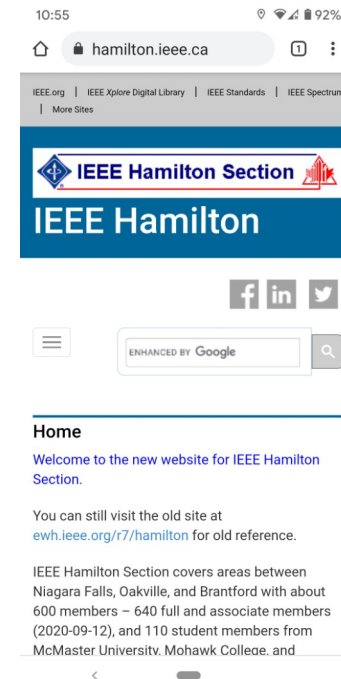 10:55 92%
hamilton.ieee.ca 1
IEEE.org | IEEE Xplore Digital Library | IEEE Standards | IEEE Spectrum
| More Sites
IEEE Hamilton Section
IEEE Hamilton
f in
ENHANCED BY Google
Home
Welcome to the new website for IEEE Hamilton
Section.
You can still visit the old site at
ewh.ieee.org/r7/hamilton for old reference.
IEEE Hamilton Section covers areas between
Niagara Falls, Oakville, and Brantford with about
600 members – 640 full and associate members
(2020-09-12), and 110 student members from
McMaster University, Mohawk College, and